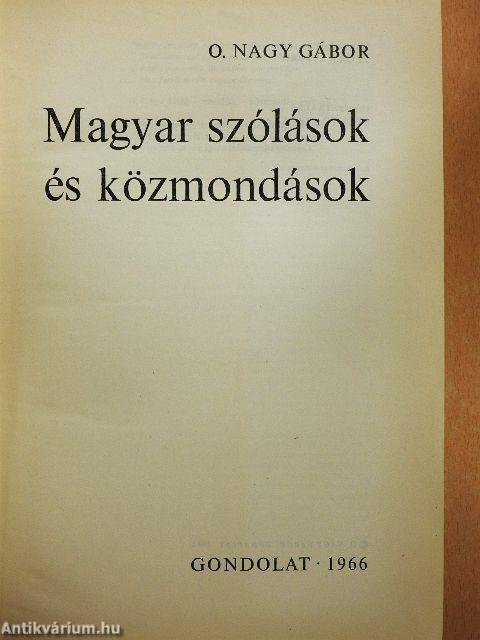 O. NAGY GÁBOR
Magyar szólások
és közmondások
GONDOLAT · 1966
Antikvárium.hu